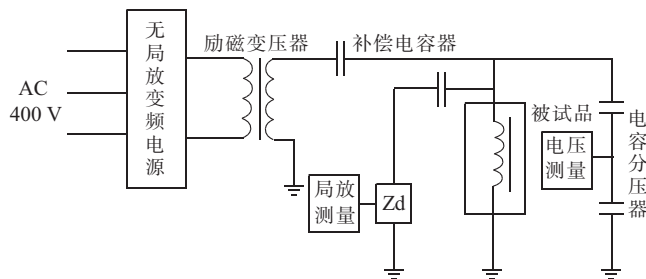 AC
400 V
无局放变频电源
励磁变压器
补偿电容器
局放
测量
Zd
被试品
电压
测量
电容分压器